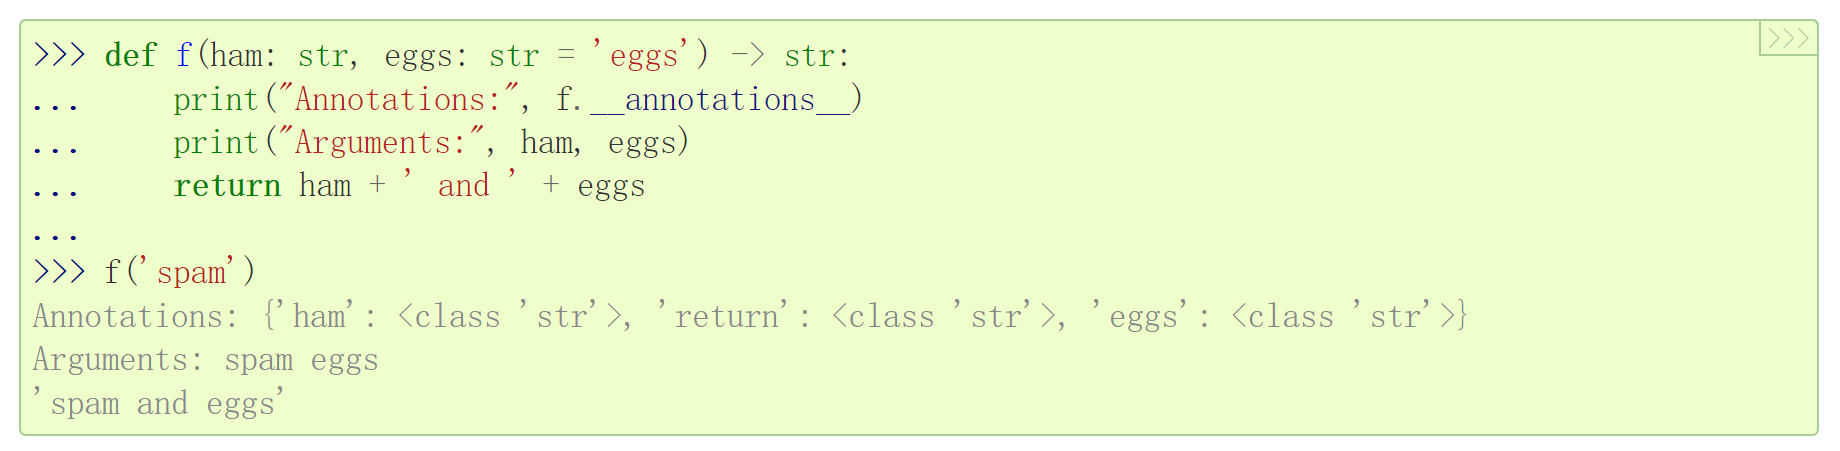 >>> def f(ham: str, eggs: str = 'eggs') -> str:
...     print("Annotations:", f.__annotations__)
...     print("Arguments:", ham, eggs)
...     return ham + ' and ' + eggs
...
>>> f('spam')
Annotations: {'ham': <class 'str'>, 'return': <class 'str'>, 'eggs': <class 'str'>}
Arguments: spam eggs
'spam and eggs'
>>>